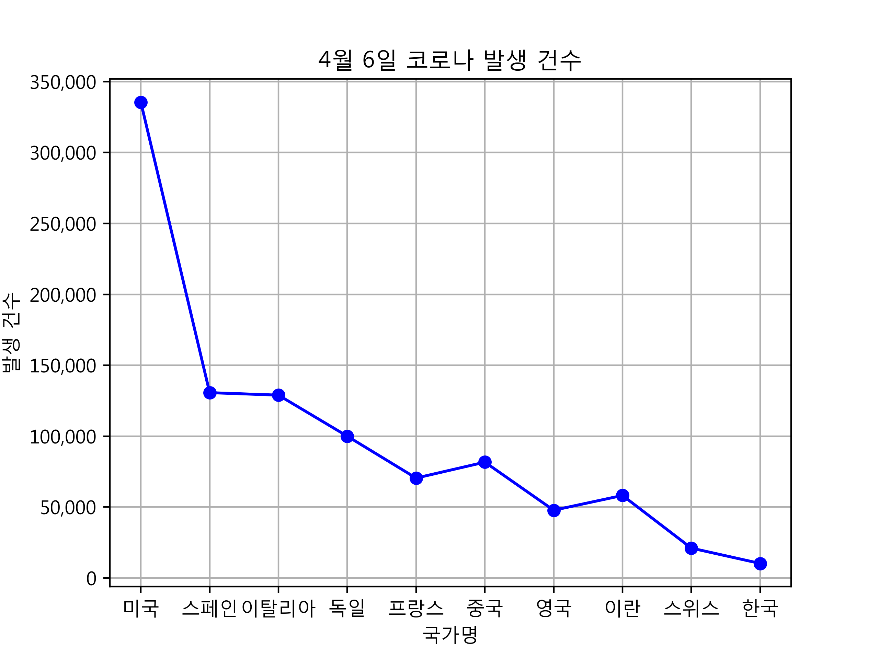 4월 6일 코로나 발생 건수
발생 건수
350,000
300,000
250,000
200,000
150,000
100,000
50,000
0
미국 스페인 이탈리아 독일 프랑스 중국 영국 이란 스위스 한국
국가명